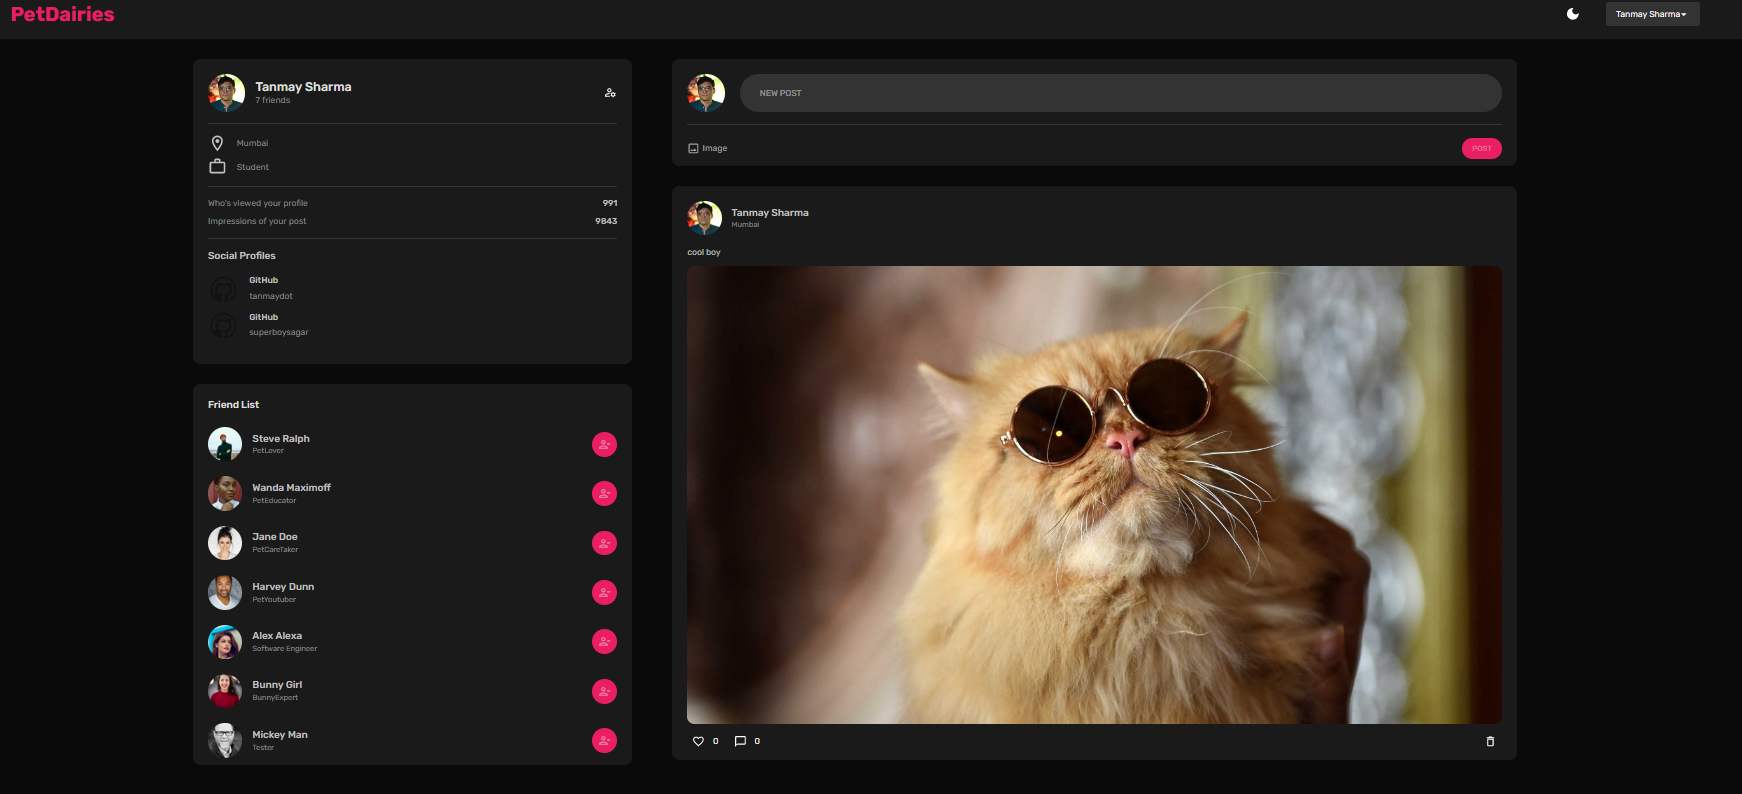 PetDairies
Tanmay Sharma
Tanmay Sharma
7 friends
Mumbai
Student
Who's viewed your profile 991
Impressions of your post 9843
Social Profiles
GitHub
tanmaydot
GitHub
superboysagar
Friend List
Steve Ralph
PetLover
Wanda Maximoff
PetEducator
Jane Doe
PetCareTaker
Harvey Dunn
PetYoutuber
Alex Alexa
Software Engineer
Bunny Girl
BunnyExpert
Mickey Man
Tester
NEW POST
Image
POST
Tanmay Sharma
Mumbai
cool boy
0 0